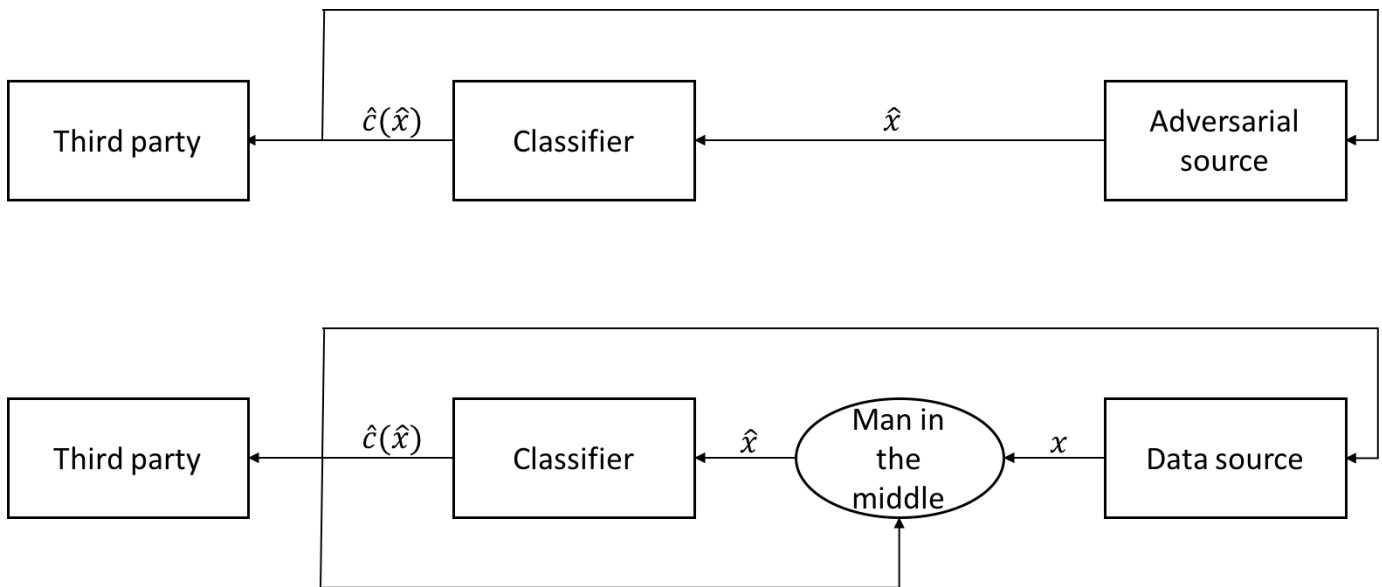 Third party
ĉ(x̂)
Classifier
x̂
Adversarial
source
Third party
ĉ(x̂)
Classifier
x̂
Man in
the
middle
x
Data source